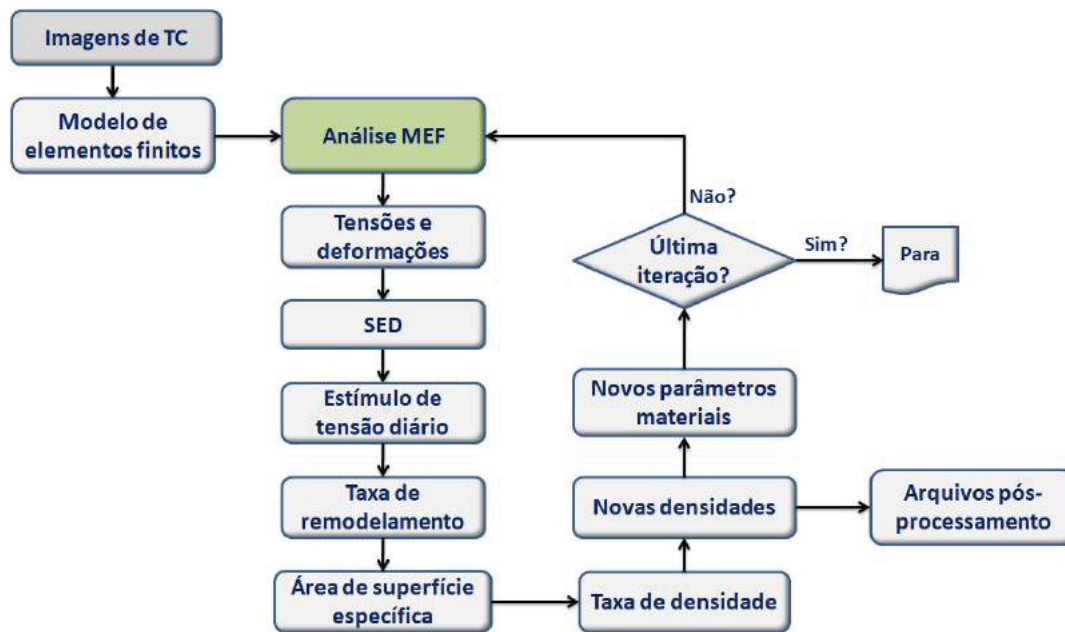 Imagens de TC
Modelo de
elementos finitos
Análise MEF
Tensões e
deformações
SED
Estímulo de
tensão diário
Taxa de
remodelamento
Área de superfície
específica
Taxa de densidade
Novas densidades
Arquivos pós-
processamento
Novos parâmetros
materiais
Última
iteração?
Não?
Sim?
Para